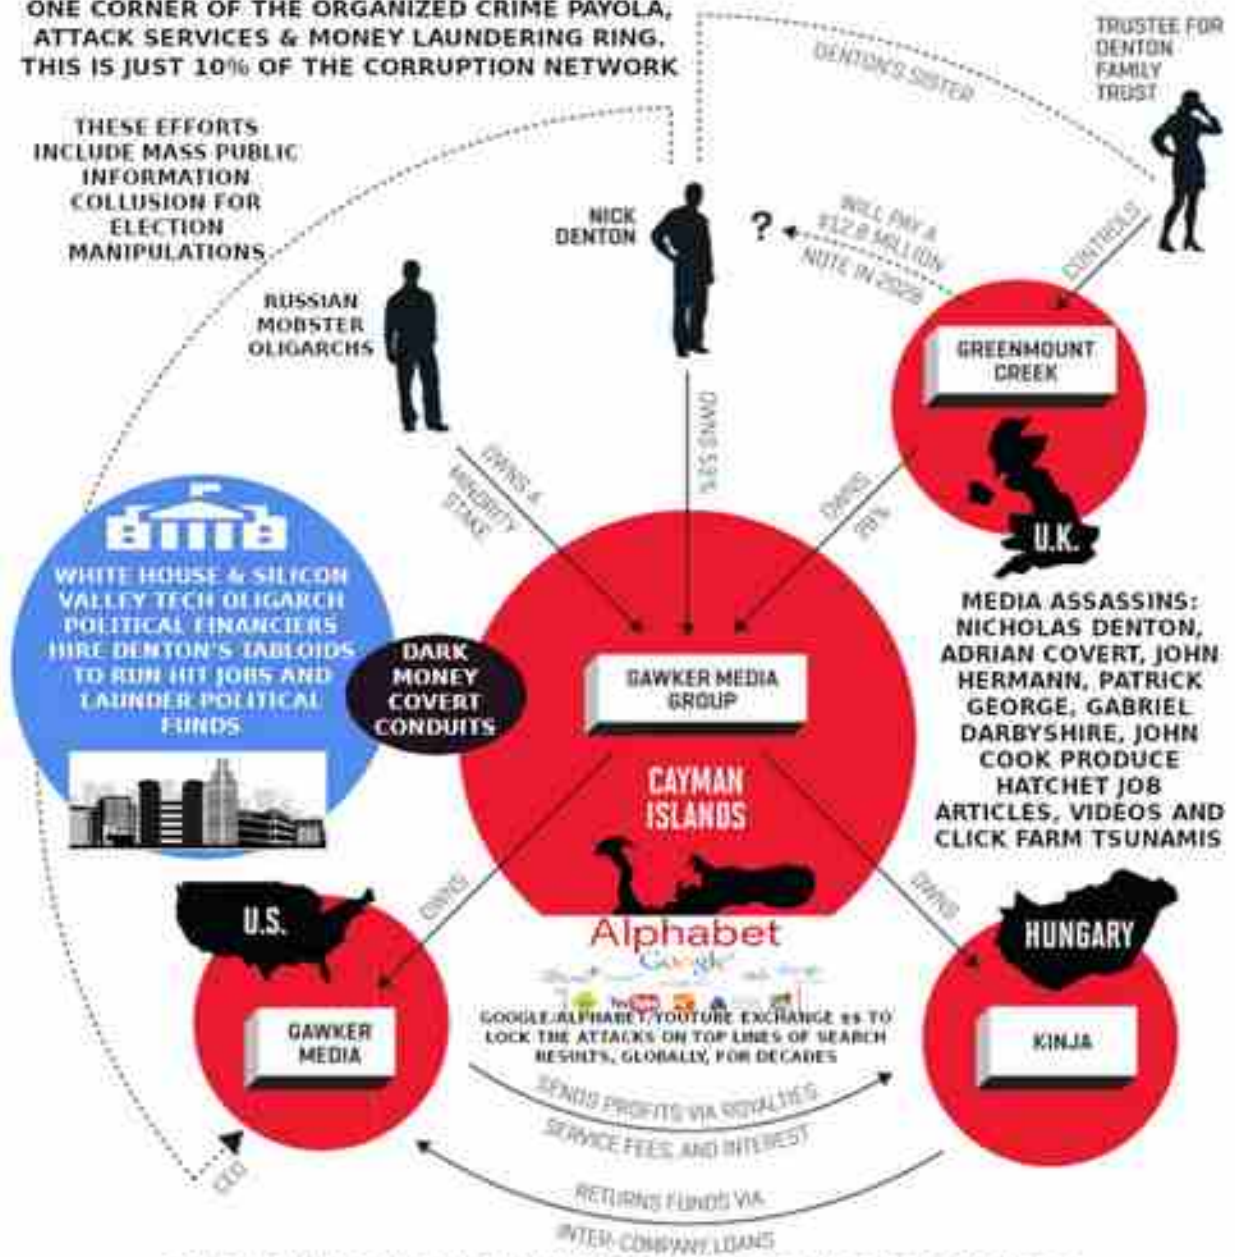 ONE CORNER OF THE ORGANIZED CRIME PAYOLA,
ATTACK SERVICES & MONEY LAUNDERING RING.
THIS IS JUST 10% OF THE CORRUPTION NETWORK
THESE EFFORTS
INCLUDE MASS PUBLIC
INFORMATION
COLLUSION FOR
ELECTION
MANIPULATIONS
DENTON'S SISTER
TRUSTEE FOR
DENTON
FAMILY
TRUST
NICK
DENTON
?
WILL PAY A
$12.8 MILLION
NOTE IN
CONTROLS
RUSSIAN
MOBSTER
OLIGARCHS
GREENMOUNT
CREEK
U.K.
OWNS A
MINORITY
STAKE
OWNS
OWNS
WHITE HOUSE & SILICON
VALLEY TECH OLIGARCH
POLITICAL FINANCIERS
HIRE DENTON'S TABLOIDS
TO RUN HIT JOBS AND
LAUNDER POLITICAL
FUNDS
DARK
MONEY
COVERT
CONDUITS
GAWKER MEDIA
GROUP
CAYMAN
ISLANDS
MEDIA ASSASSINS:
NICHOLAS DENTON,
ADRIAN COVERT, JOHN
HERMANN, PATRICK
GEORGE, GABRIEL
DARBYSHIRE, JOHN
COOK PRODUCE
HATCHET JOB
ARTICLES, VIDEOS AND
CLICK FARM TSUNAMIS
OWNS
OWNS
U.S.
GAWKER
MEDIA
HUNGARY
KINJA
Alphabet
Google
YouTube
GOOGLE/ALPHABET/YOUTUBE EXCHANGE $$ TO
LOCK THE ATTACKS ON TOP LINES OF SEARCH
RESULTS, GLOBALLY, FOR DECADES
SENDS PROFITS VIA ROYALTIES
SERVICE FEES, AND INTEREST
CEO
RETURNS FUNDS VIA
INTER-COMPANY LOANS